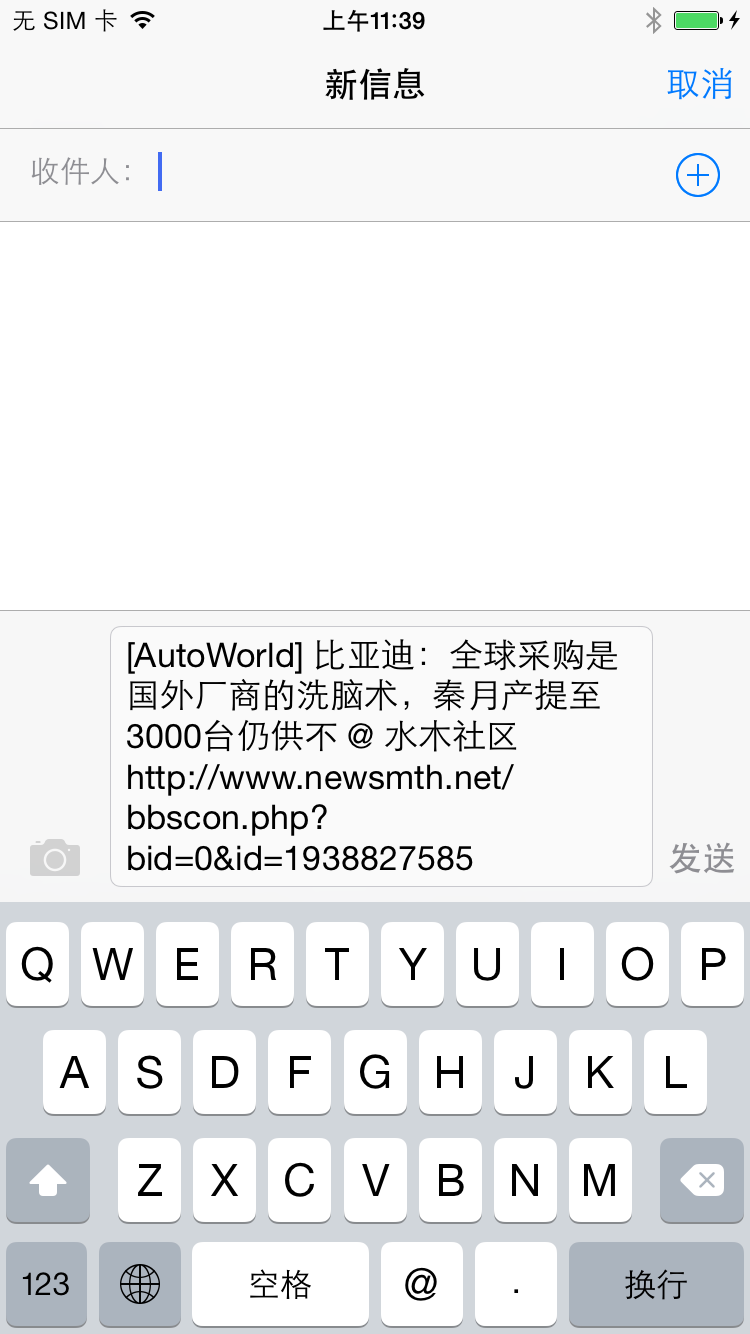 无 SIM 卡 上午11:39
新信息 取消
收件人：
[AutoWorld] 比亚迪：全球采购是
国外厂商的洗脑术，秦月产提至
3000台仍供不 @ 水木社区
http://www.newsmth.net/
bbscon.php?
bid=0&id=1938827585
发送
Q W E R T Y U I O P
A S D F G H J K L
Z X C V B N M
123 空格 @ . 换行